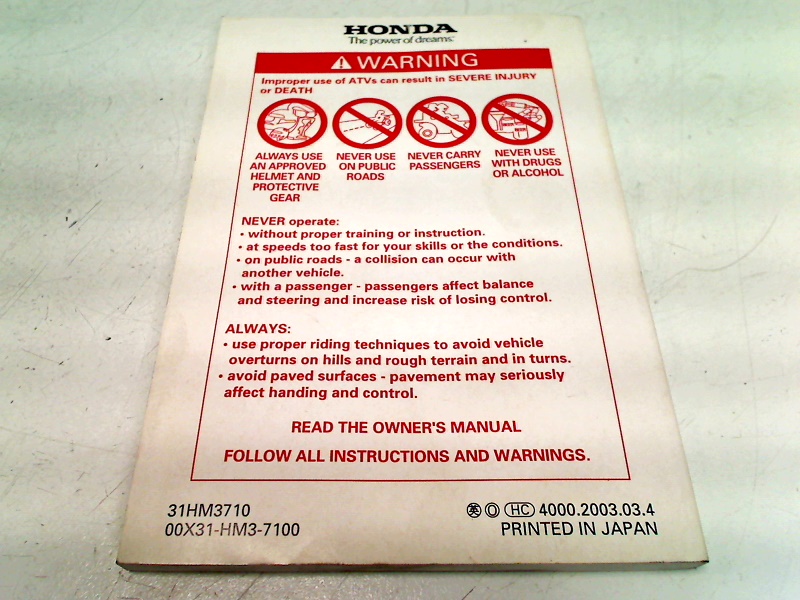 HONDA
The power of dreams.
WARNING
Improper use of ATVs can result in SEVERE INJURY
or DEATH
ALWAYS USE
AN APPROVED
HELMET AND
PROTECTIVE
GEAR
NEVER USE
ON PUBLIC
ROADS
NEVER CARRY
PASSENGERS
NEVER USE
WITH DRUGS
OR ALCOHOL
NEVER operate:
• without proper training or instruction.
• at speeds too fast for your skills or the conditions.
• on public roads - a collision can occur with
another vehicle.
• with a passenger - passengers affect balance
and steering and increase risk of losing control.
ALWAYS:
• use proper riding techniques to avoid vehicle
overturns on hills and rough terrain and in turns.
• avoid paved surfaces - pavement may seriously
affect handing and control.
READ THE OWNER'S MANUAL
FOLLOW ALL INSTRUCTIONS AND WARNINGS.
31HM3710
00X31-HM3-7100
英 HC 4000.2003.03.4
PRINTED IN JAPAN